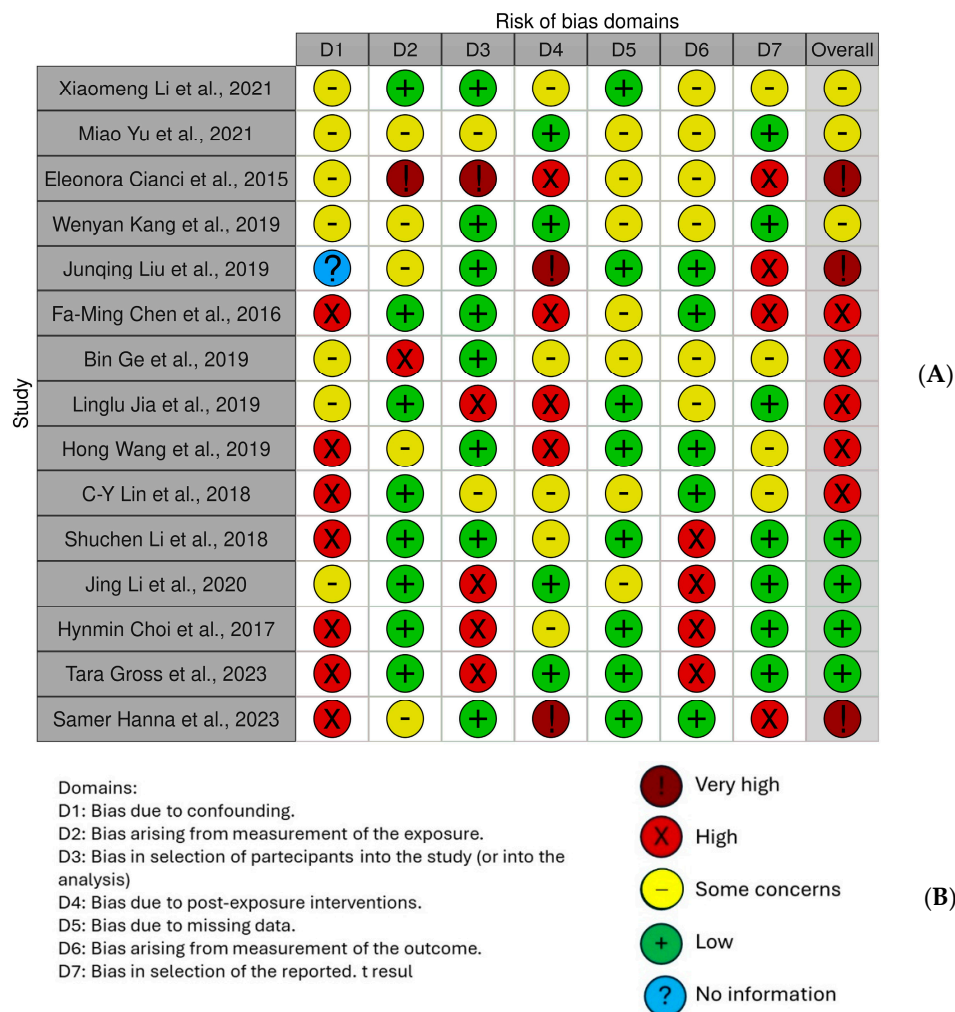 Risk of bias domains
D1 D2 D3 D4 D5 D6 D7 Overall
Study
Xiaomeng Li et al., 2021 - + + - + - - -
Miao Yu et al., 2021 - - - + - - + -
Eleonora Cianci et al., 2015 - ! ! X - - X !
Wenyan Kang et al., 2019 - - + + - - + -
Junqing Liu et al., 2019 ? - + ! + + X !
Fa-Ming Chen et al., 2016 X + + X - + X X
Bin Ge et al., 2019 - X + - - - - X
(A)
Linglu Jia et al., 2019 - + X X + - + X
Hong Wang et al., 2019 X - + X + + - X
C-Y Lin et al., 2018 X + - - - + - X
Shuchen Li et al., 2018 X + + - + X + +
Jing Li et al., 2020 - + X + - X + +
Hynmin Choi et al., 2017 X + X - + X + +
Tara Gross et al., 2023 X + X + + X + +
Samer Hanna et al., 2023 X - + ! + + X !
Domains:
D1: Bias due to confounding.
D2: Bias arising from measurement of the exposure.
D3: Bias in selection of partecipants into the study (or into the
analysis)
D4: Bias due to post-exposure interventions.
D5: Bias due to missing data.
D6: Bias arising from measurement of the outcome.
D7: Bias in selection of the reported. t resul
! Very high
X High
- Some concerns
+ Low
? No information
(B)